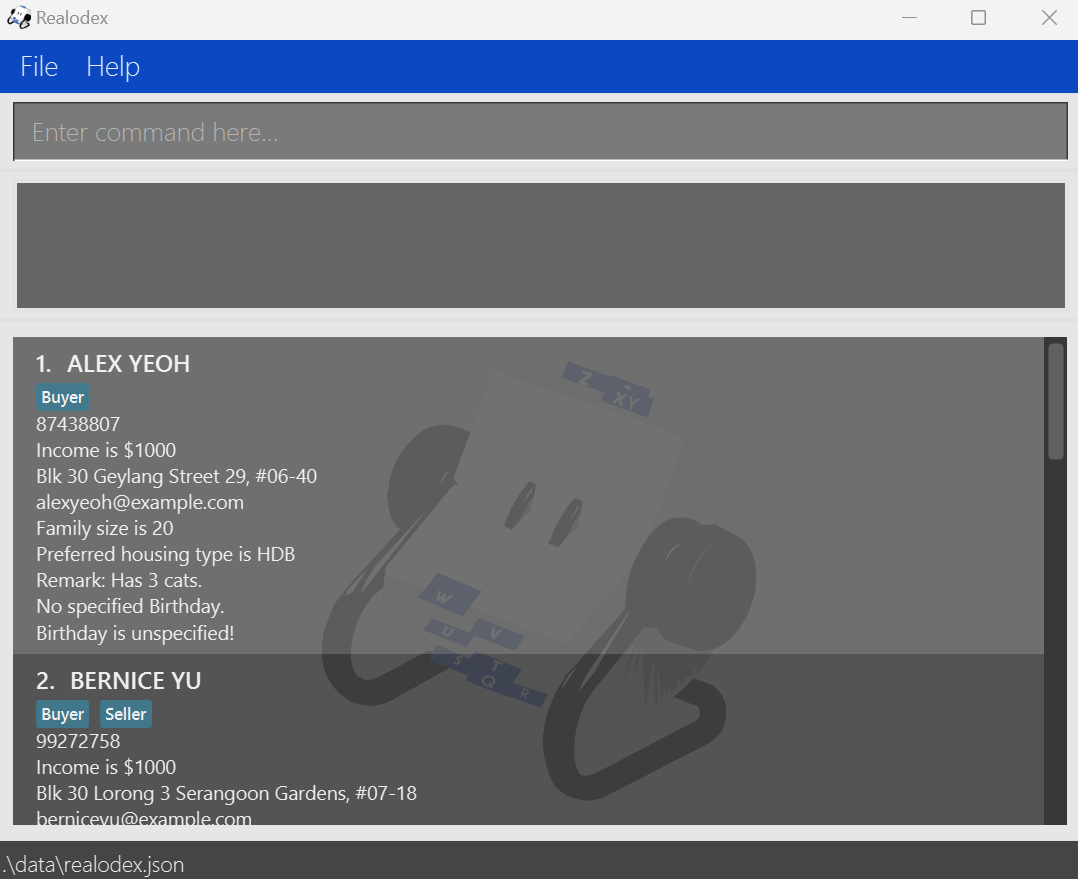 Realodex
File Help
Enter command here...
1. ALEX YEOH
Buyer
87438807
Income is $1000
Blk 30 Geylang Street 29, #06-40
alexyeoh@example.com
Family size is 20
Preferred housing type is HDB
Remark: Has 3 cats.
No specified Birthday.
Birthday is unspecified!
Z
XY
W
U V
S T
Q R
2. BERNICE YU
Buyer Seller
99272758
Income is $1000
Blk 30 Lorong 3 Serangoon Gardens, #07-18
berniceyu@example.com
.\data\realodex.json